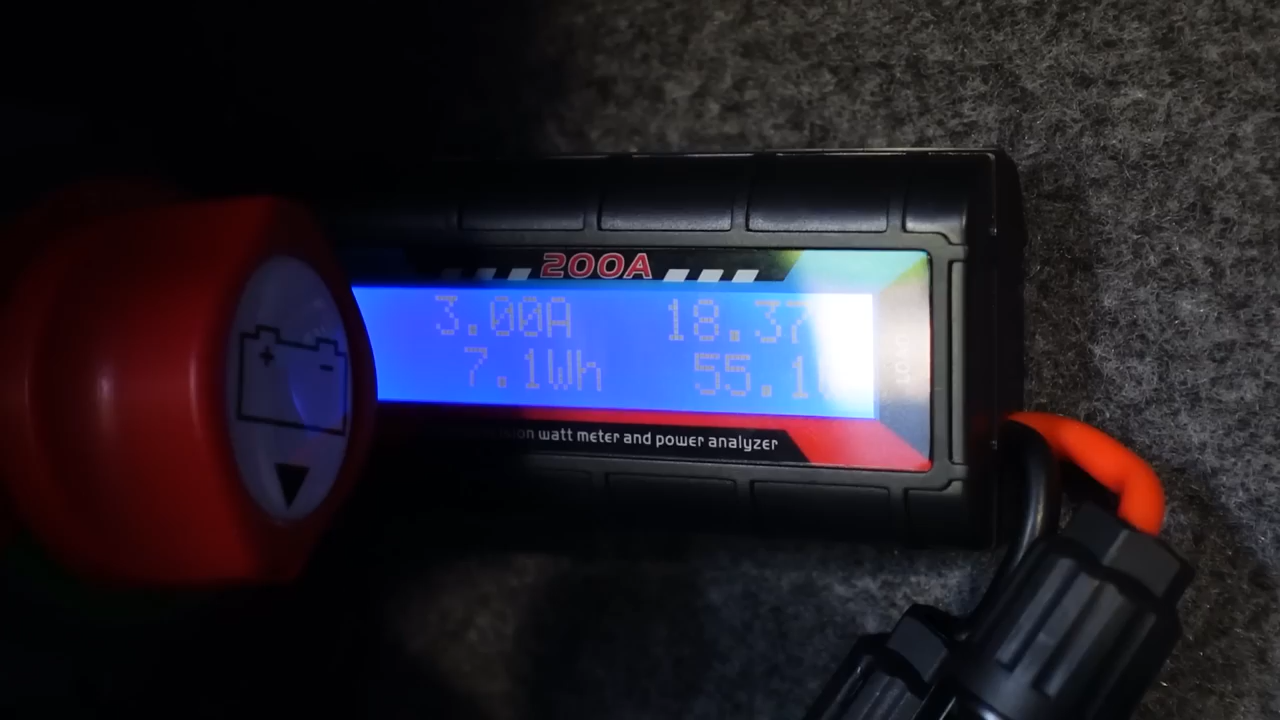 200A
3.00A 18.37
7.1Wh 55.1
watt meter and power analyzer
+ -